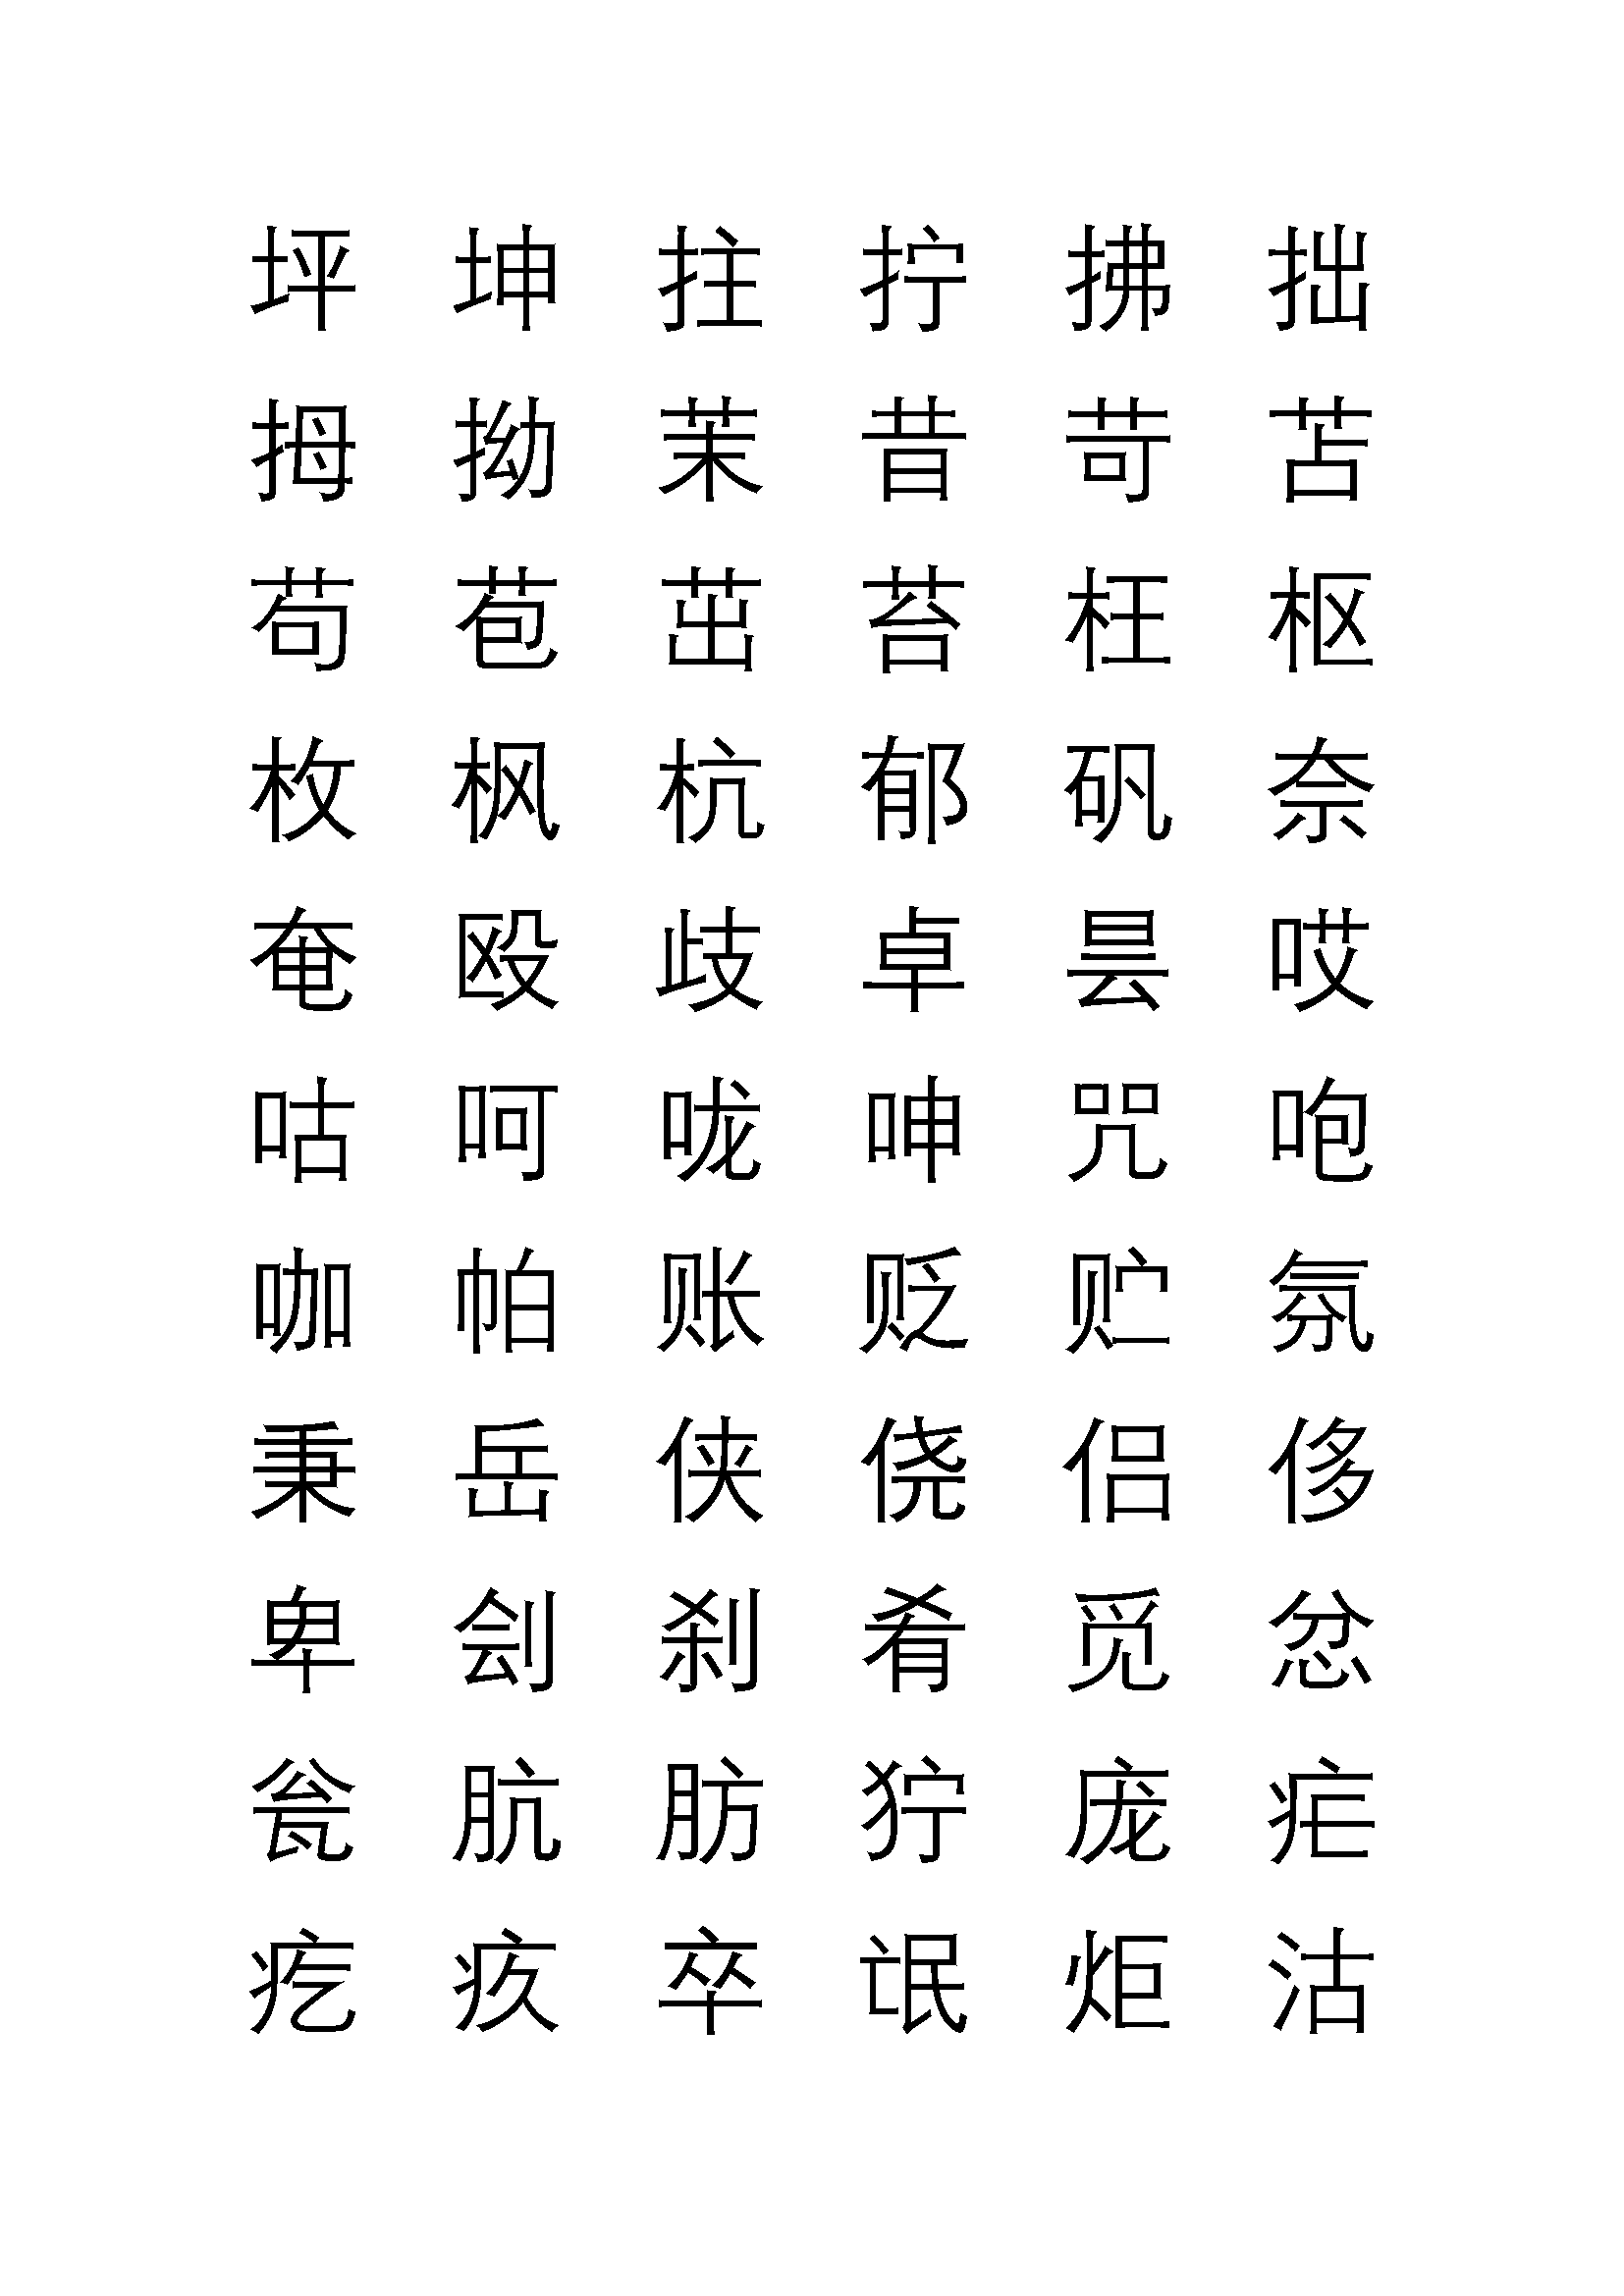 坪 坤 拄 拧 拂 拙
拇 拗 茉 昔 苛 苫
苟 苞 茁 苔 枉 枢
枚 枫 杭 郁 矾 奈
奄 殴 歧 卓 昙 哎
咕 呵 咙 呻 咒 咆
咖 帕 账 贬 贮 氛
秉 岳 侠 侥 侣 侈
卑 刽 刹 肴 觅 忿
瓮 肮 肪 狞 庞 疟
疙 疚 卒 氓 炬 沽